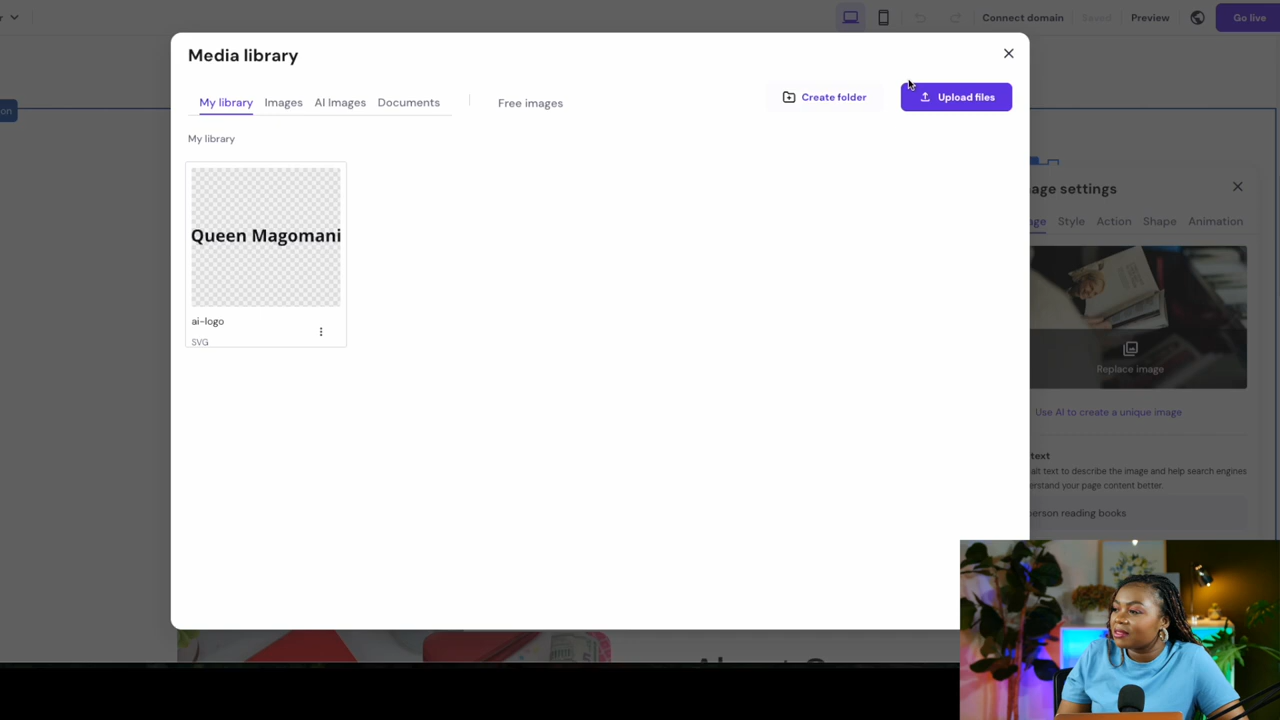 r
Connect domain
Saved
Preview
Go live
Media library
on
My library
Images
AI Images
Documents
Free images
Create folder
Upload files
My library
Queen Magomani
ai-logo
SVG
age settings
age
Style
Action
Shape
Animation
Replace image
Use AI to create a unique image
text
alt text to describe the image and help search engines
erstand your page content better.
person reading books